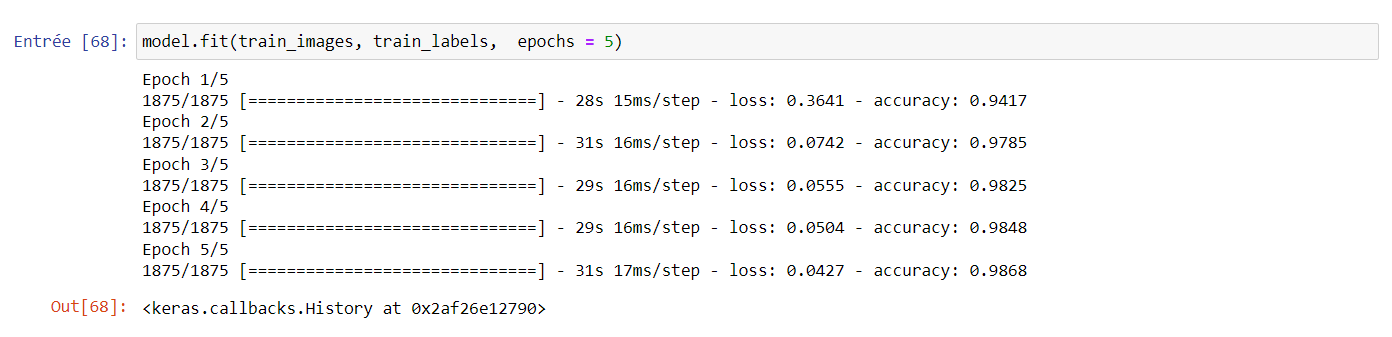 Entrée [68]: model.fit(train_images, train_labels,  epochs = 5)
Epoch 1/5
1875/1875 [==============================] - 28s 15ms/step - loss: 0.3641 - accuracy: 0.9417
Epoch 2/5
1875/1875 [==============================] - 31s 16ms/step - loss: 0.0742 - accuracy: 0.9785
Epoch 3/5
1875/1875 [==============================] - 29s 16ms/step - loss: 0.0555 - accuracy: 0.9825
Epoch 4/5
1875/1875 [==============================] - 29s 16ms/step - loss: 0.0504 - accuracy: 0.9848
Epoch 5/5
1875/1875 [==============================] - 31s 17ms/step - loss: 0.0427 - accuracy: 0.9868
Out[68]: <keras.callbacks.History at 0x2af26e12790>